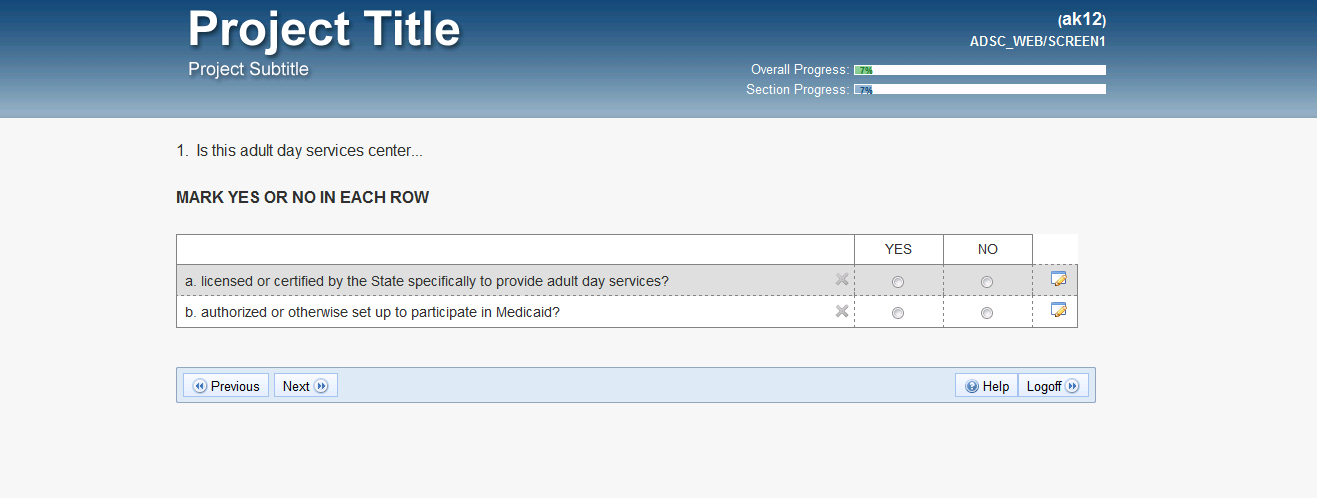 Project Title
Project Subtitle
(ak12)
ADSC_WEB/SCREEN1
Overall Progress: 7%
Section Progress: 7%
1. Is this adult day services center...
MARK YES OR NO IN EACH ROW
YES NO
a. licensed or certified by the State specifically to provide adult day services?
b. authorized or otherwise set up to participate in Medicaid?
Previous Next Help Logoff